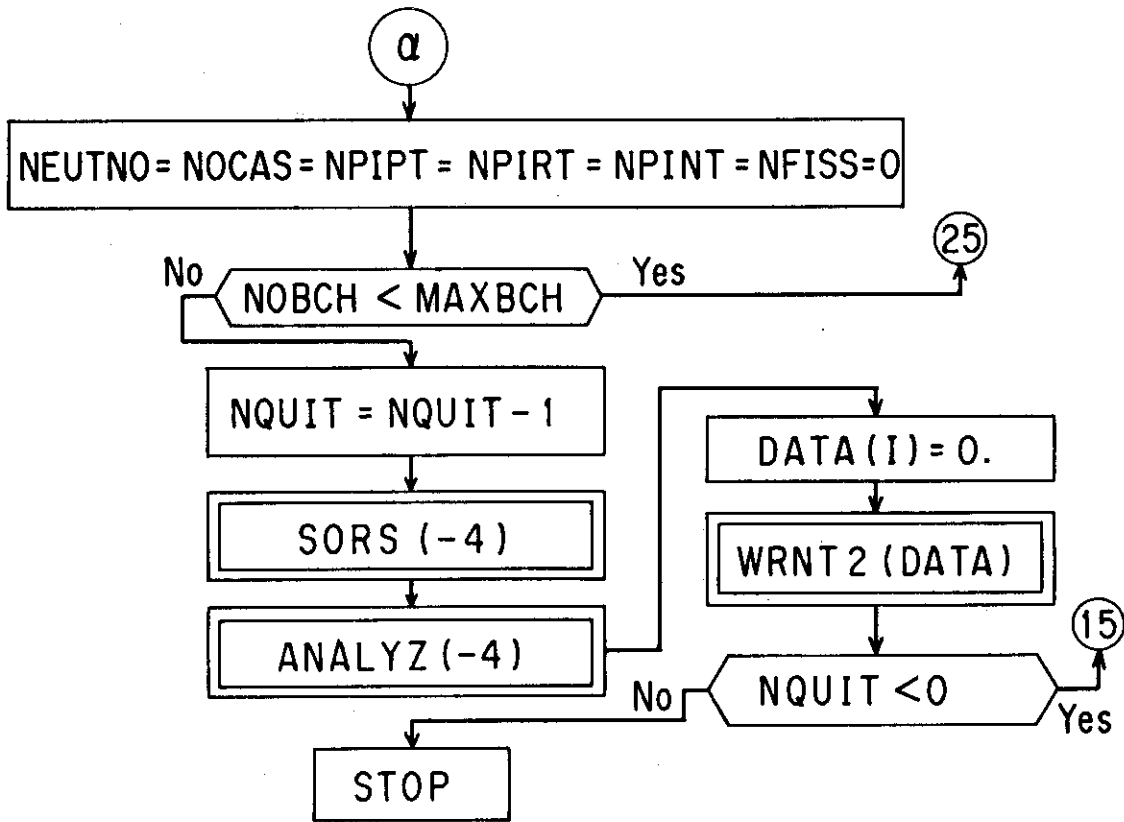 α
NEUTNO = NOCAS = NPIPT = NPIRT = NPINT = NFISS = 0
25
No
Yes
NOBCH < MAXBCH
NQUIT = NQUIT - 1
DATA (I) = 0.
SORS (-4)
WRNT 2 (DATA)
15
ANALYZ (-4)
NQUIT < 0
No
Yes
STOP